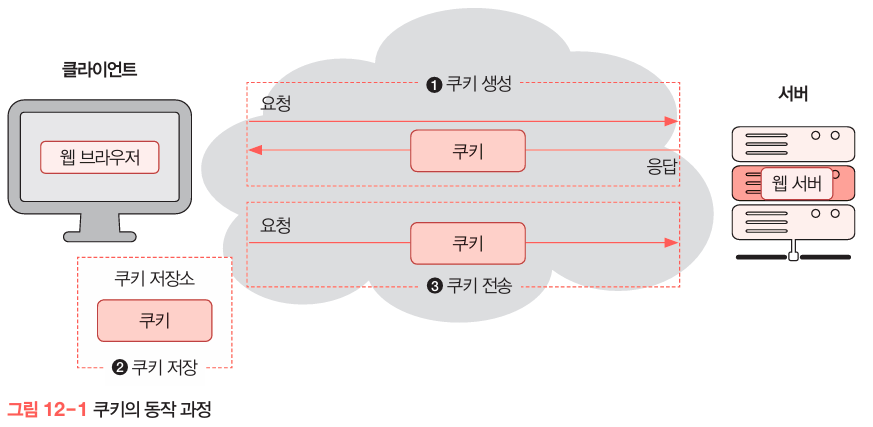 클라이언트
서버
❶ 쿠키 생성
요청
웹 브라우저
쿠키
응답
웹 서버
요청
쿠키
❸ 쿠키 전송
쿠키 저장소
쿠키
❷ 쿠키 저장
그림 12-1 쿠키의 동작 과정